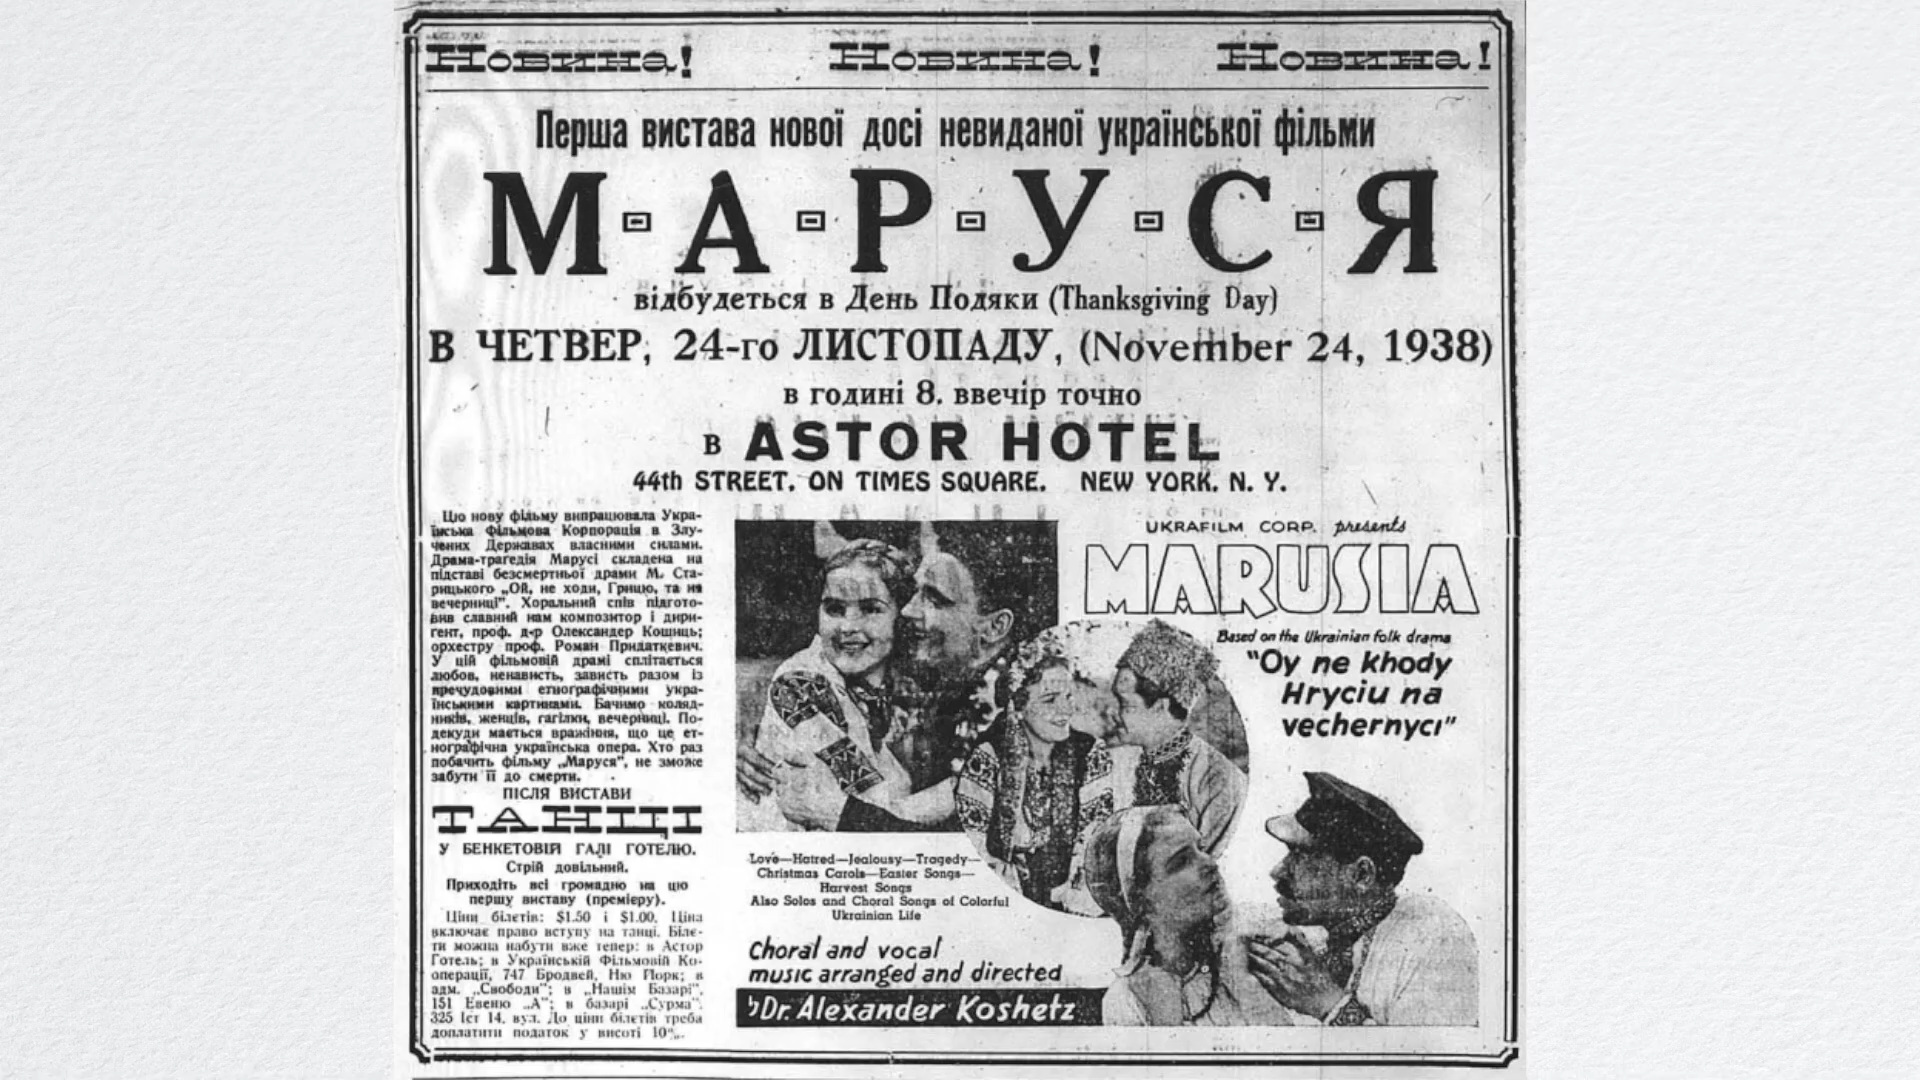 Новина! Новина! Новина!
Перша вистава нової досі невиданої української фільми
М·А·Р·У·С·Я
відбудеться в День Подяки (Thanksgiving Day)
В ЧЕТВЕР, 24-го ЛИСТОПАДУ, (November 24, 1938)
в годині 8. ввечір точно
в ASTOR HOTEL
44th STREET. ON TIMES SQUARE. NEW YORK. N. Y.
Цю нову фільму випрацювала Укра-
їнська Фільмова Корпорація в Злу-
чених Державах власними силами.
Драма-трагедія Марусі складена на
підставі безсмертньої драми М. Ста-
рицького „Ой, не ходи, Грицю, та на
вечерниці". Хоральний спів підгото-
вив славний нам композитор і дири-
гент, проф. д-р Олександер Кошиць;
орхестру проф. Роман Придаткевич.
У цій фільмовій драмі сплітається
любов, ненависть, зависть разом із
пречудовими етнографічними укра-
їнськими картинами. Бачимо коляд-
ників, женців, гагілки, вечерниці. По-
декуди мається вражіння, що це ет-
нографічна українська опера. Хто раз
побачить фільму „Маруся", не зможе
забути її до смерти.
ПІСЛЯ ВИСТАВИ
ТАНЦІ
У БЕНКЕТОВІЙ ГАЛІ ГОТЕЛЮ.
Стрій довільний.
Приходіть всі громадно на цю
першу виставу (премієру).
Ціни білетів: $1.50 і $1.00. Ціна
включає право вступу на танці. Біле-
ти можна набути вже тепер: в Астор
Готель; в Українській Фільмовій Ко-
операції, 747 Бродвей, Ню Йорк; в
адм. „Свободи"; в „Нашім Базарі",
151 Евеню „А"; в базарі „Сурма".
325 Іст 14. вул. До ціни білетів треба
доплатити податок у висоті 10%.
UKRAFILM CORP. presents
MARUSIA
Based on the Ukrainian folk drama
"Oy ne khody
Hryciu na
vechernyci"
Love—Hatred—Jealousy—Tragedy—
Christmas Carols—Easter Songs—
Harvest Songs
Also Solos and Choral Songs of Colorful
Ukrainian Life
Choral and vocal
music arranged and directed
by Dr. Alexander Koshetz